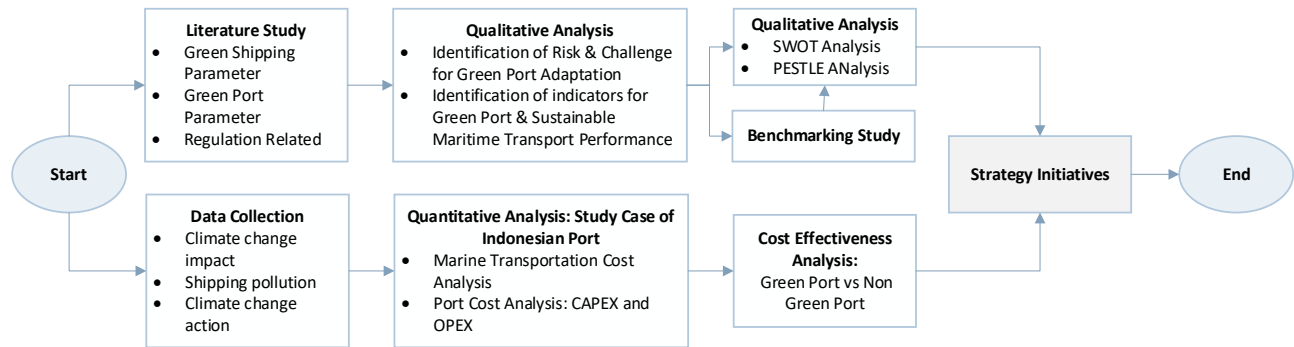 Start
Literature Study
• Green Shipping
Parameter
• Green Port
Parameter
• Regulation Related
Qualitative Analysis
• Identification of Risk & Challenge
for Green Port Adaptation
• Identification of indicators for
Green Port & Sustainable
Maritime Transport Performance
Qualitative Analysis
• SWOT Analysis
• PESTLE ANalysis
Benchmarking Study
Data Collection
• Climate change
impact
• Shipping pollution
• Climate change
action
Quantitative Analysis: Study Case of
Indonesian Port
• Marine Transportation Cost
Analysis
• Port Cost Analysis: CAPEX and
OPEX
Cost Effectiveness
Analysis:
Green Port vs Non
Green Port
Strategy Initiatives
End